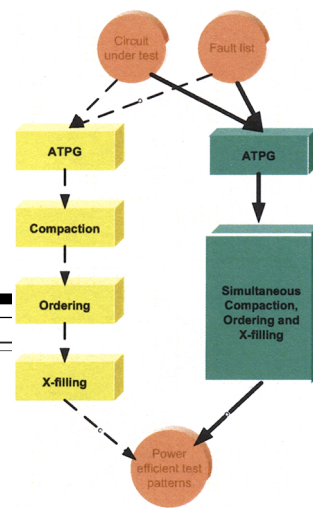 Circuit
under test
Fault list
ATPG
ATPG
Compaction
Ordering
Simultaneous
Compaction,
Ordering and
X-filling
X-filling
Power
efficient test
patterns